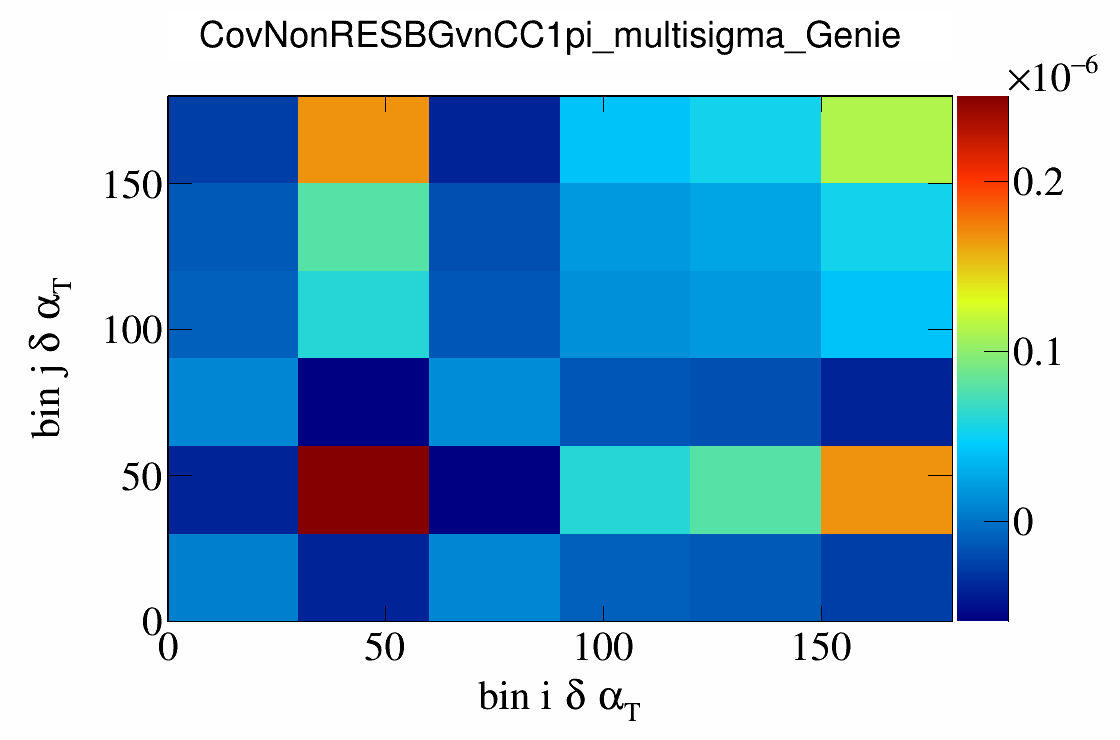 CovNonRESBGvnCC1pi_multisigma_Genie
×10⁻⁶
150
100
50
0
0.2
0.1
0
0 50 100 150
bin j δ α_T
bin i δ α_T